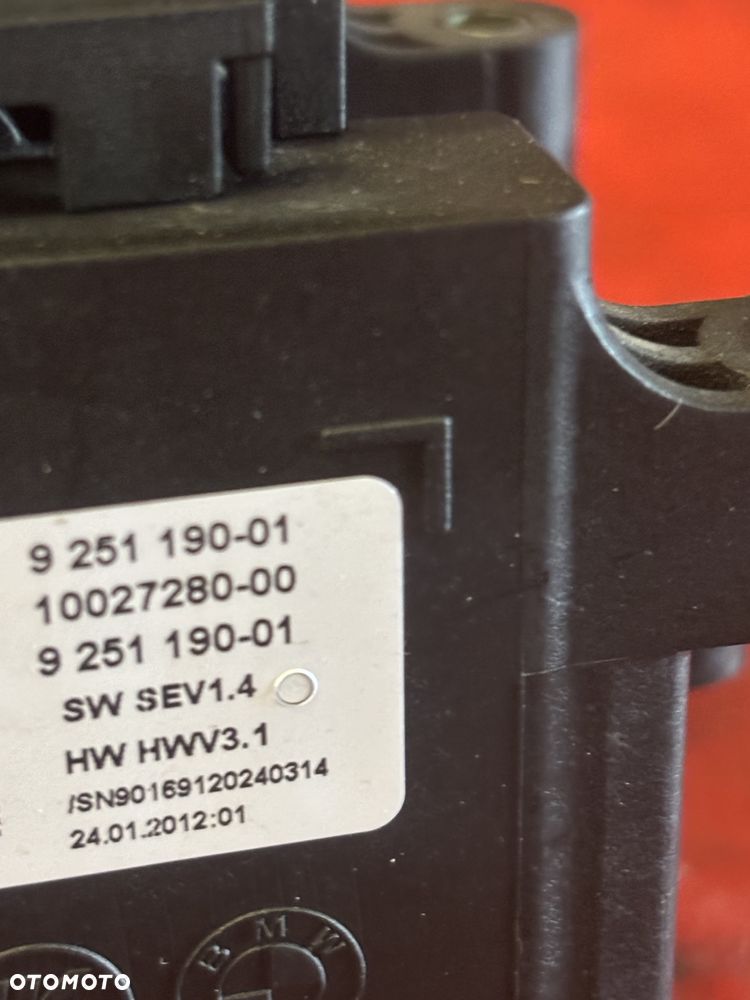 9 251 190-01
10027280-00
9 251 190-01
SW SEV1.4
HW HWV3.1
/SN90169120240314
24.01.2012:01
BMW
OTOMOTO